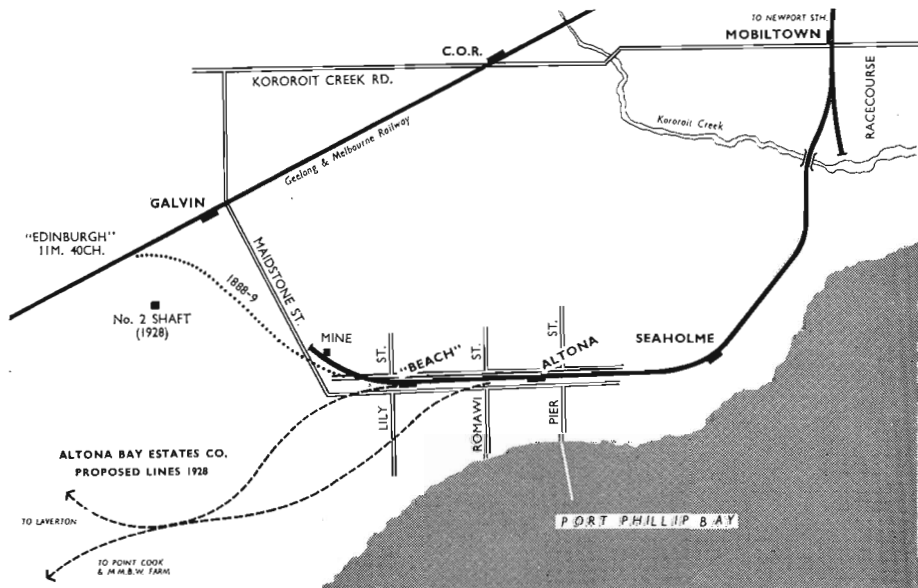 TO NEWPORT STH.
MOBILTOWN
C.O.R.
KOROROIT CREEK RD.
RACECOURSE
Kororoit Creek
Geelong & Melbourne Railway
GALVIN
"EDINBURGH"
11M. 40CH.
MAIDSTONE ST.
1888-9
No. 2 SHAFT
(1928)
MINE
ST.
"BEACH"
ST.
ALTONA
ST.
SEAHOLME
LILY
ROMAWI
PIER
ALTONA BAY ESTATES CO.
PROPOSED LINES 1928
TO LAVERTON
PORT PHILLIP BAY
TO POINT COOK
& M.M.B.W. FARM